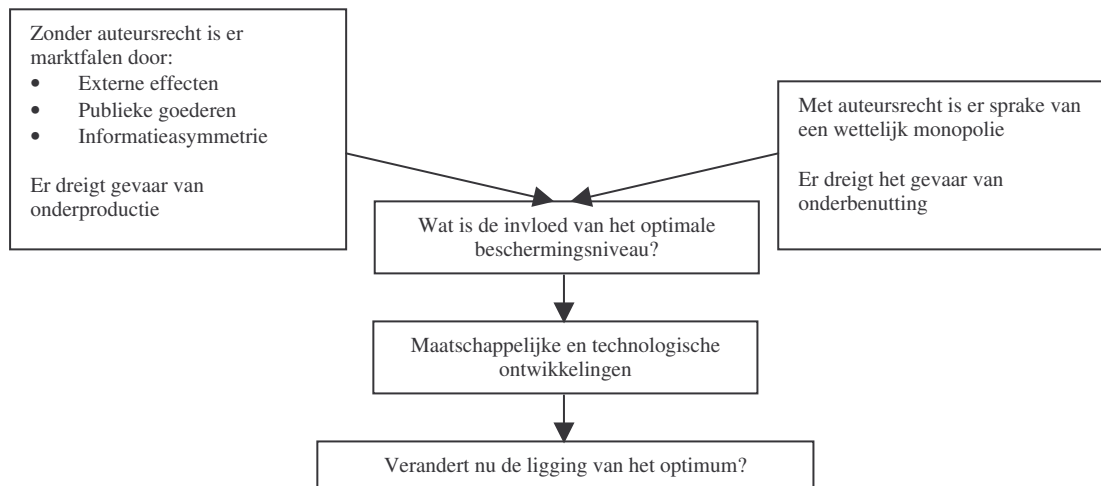 Zonder auteursrecht is er
marktfalen door:
• Externe effecten
• Publieke goederen
• Informatieasymmetrie
Er dreigt gevaar van
onderproductie
Met auteursrecht is er sprake van
een wettelijk monopolie
Er dreigt het gevaar van
onderbenutting
Wat is de invloed van het optimale
beschermingsniveau?
Maatschappelijke en technologische
ontwikkelingen
Verandert nu de ligging van het optimum?